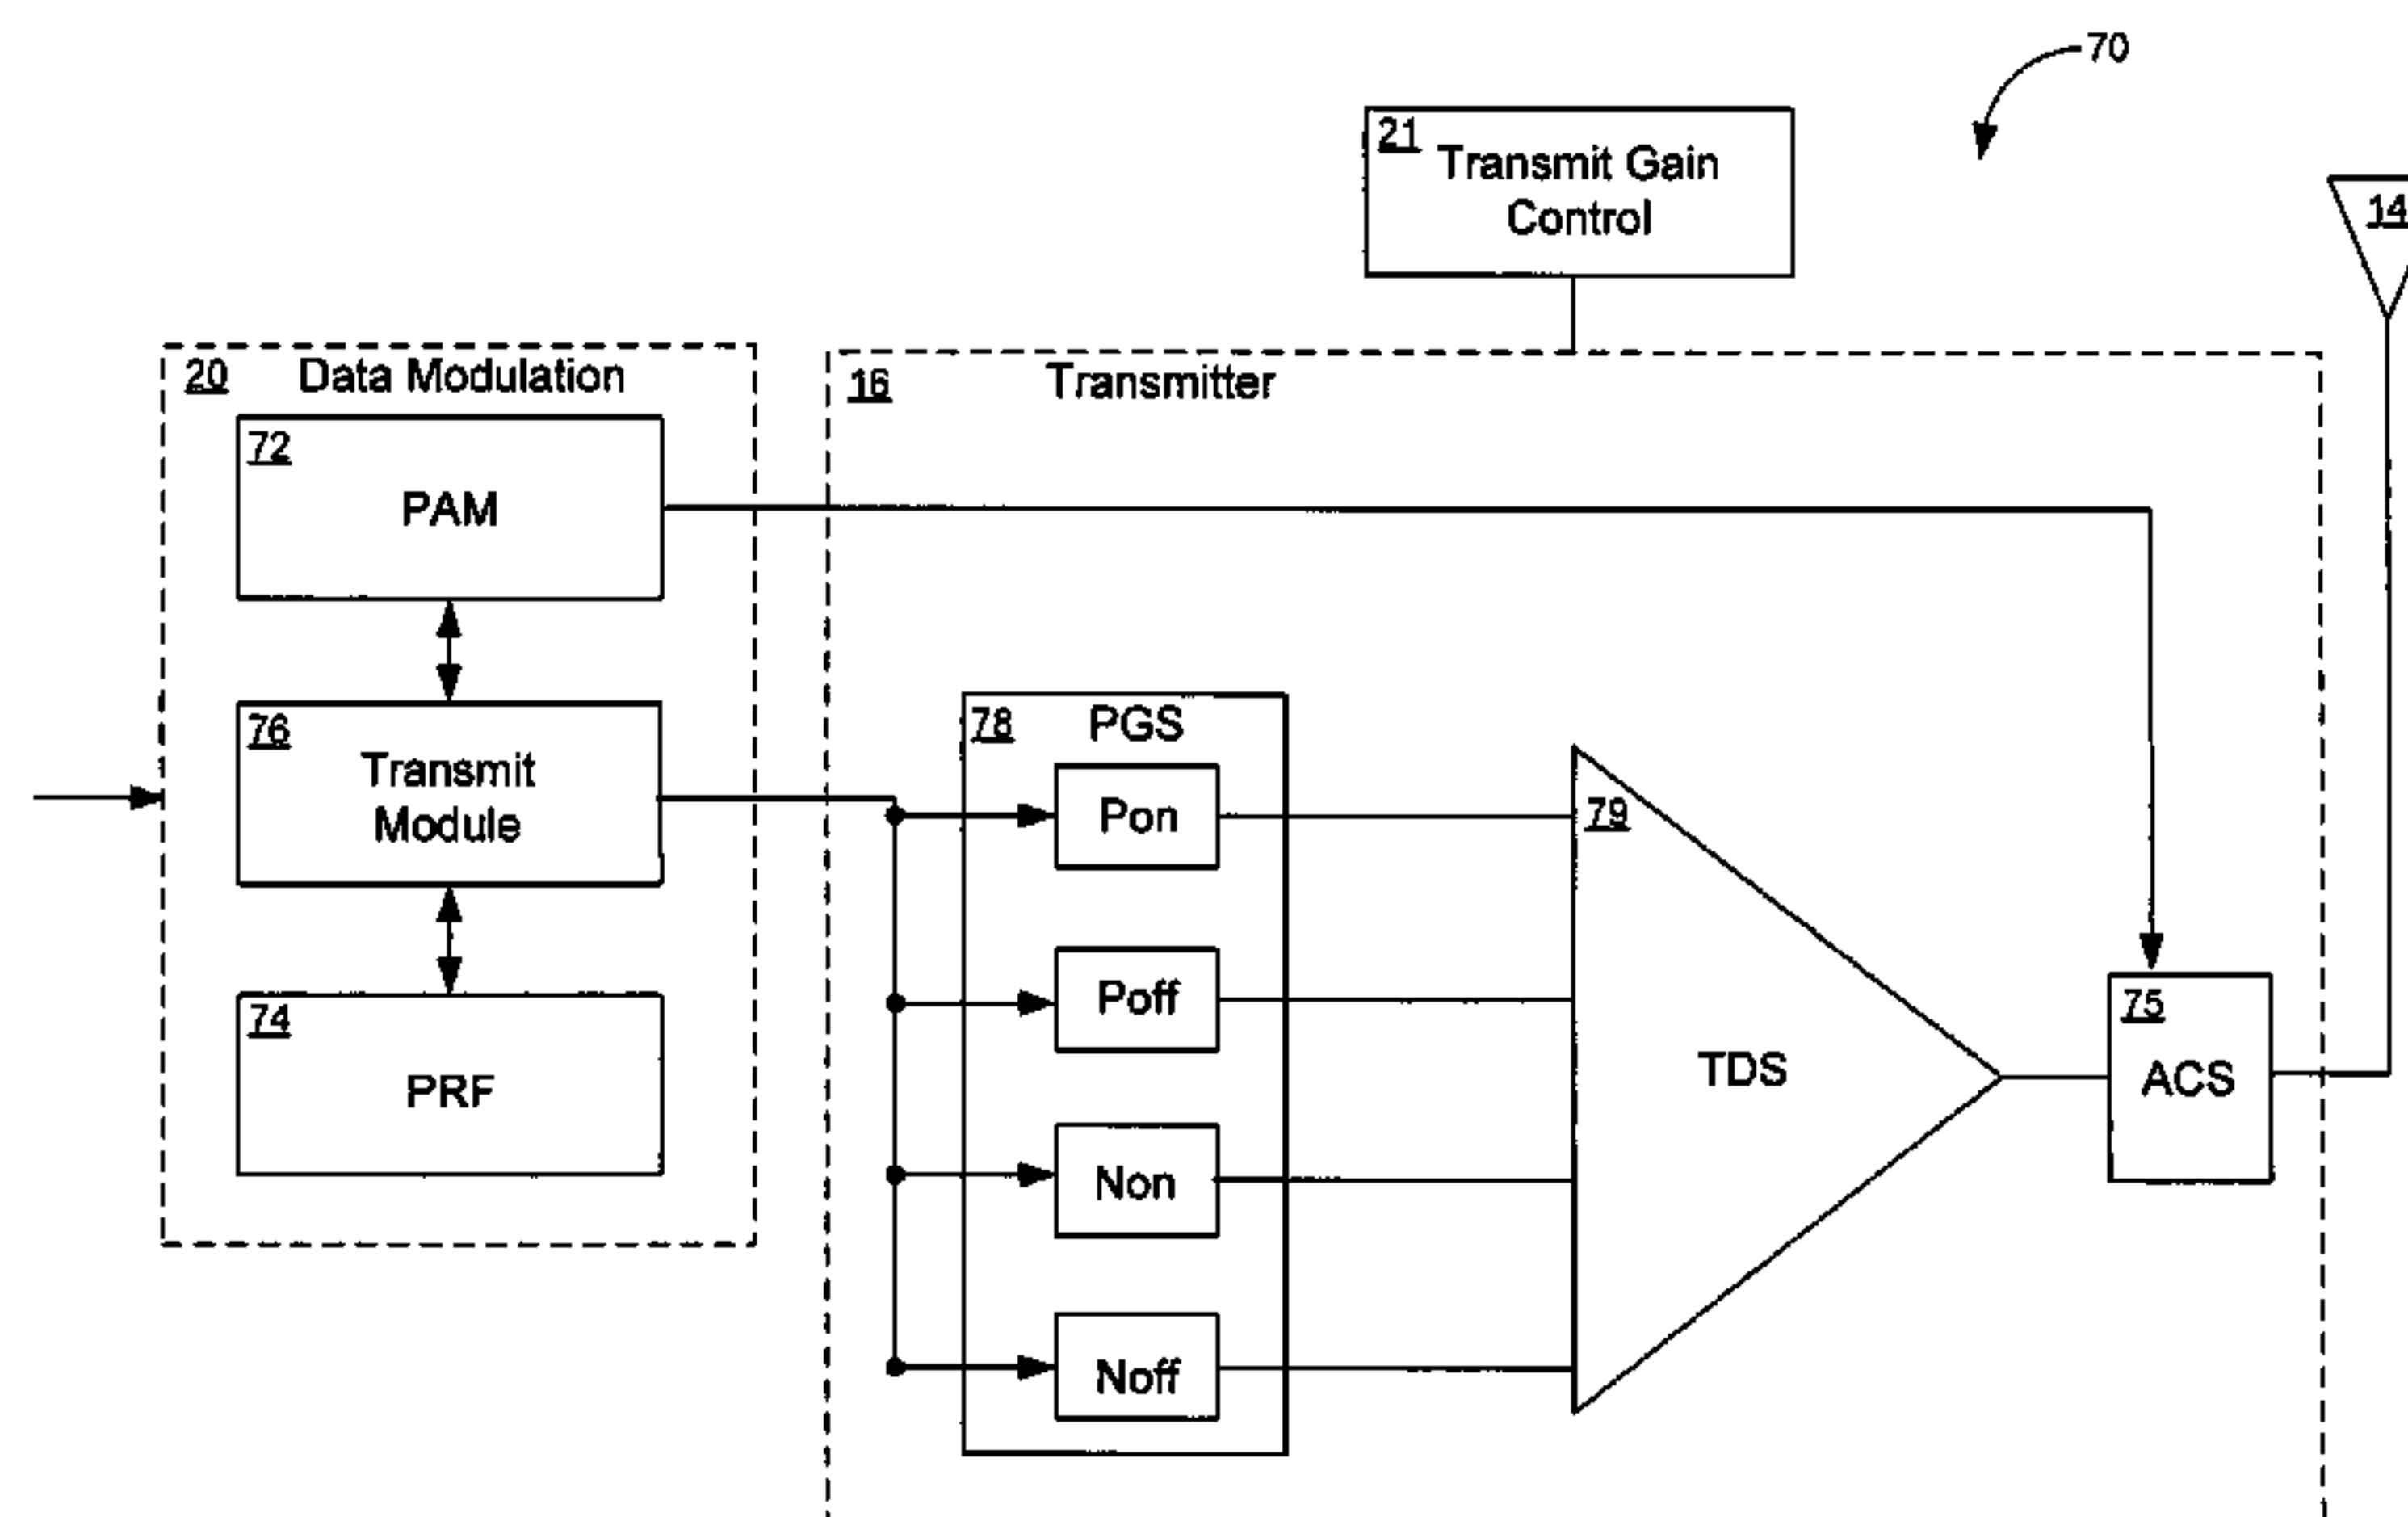 70
21 Transmit Gain
Control
14
20 Data Modulation
16 Transmitter
72
PAM
76
Transmit
Module
74
PRF
78 PGS
Pon
Poff
Non
Noff
79
TDS
75
ACS